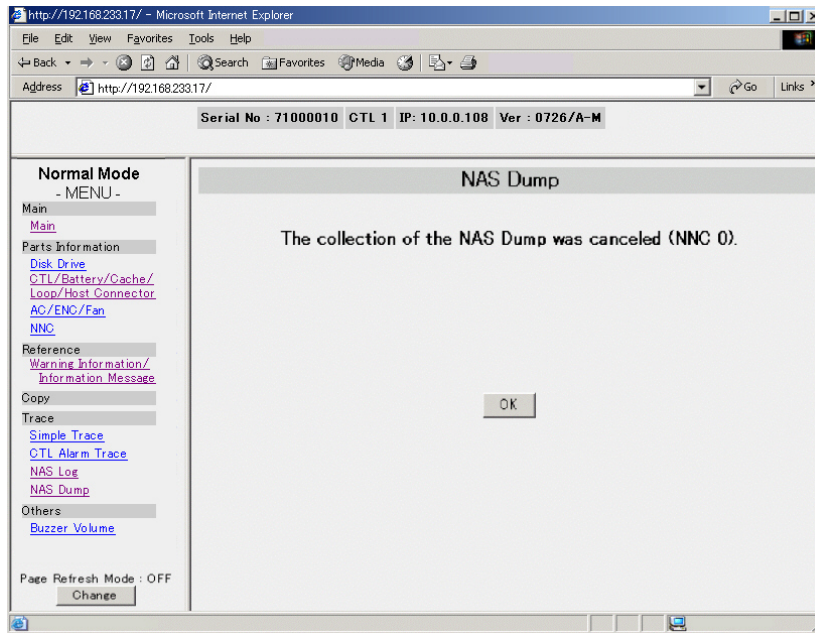 http://192.168.233.17/ - Microsoft Internet Explorer
File Edit View Favorites Tools Help
Back Search Favorites Media
Address http://192.168.233.17/ Go Links
Serial No : 71000010 CTL 1 IP: 10.0.0.108 Ver : 0726/A-M
Normal Mode
- MENU -
Main
Main
Parts Information
Disk Drive
CTL/Battery/Cache/
Loop/Host Connector
AC/ENC/Fan
NNC
Reference
Warning Information/
Information Message
Copy
Trace
Simple Trace
CTL Alarm Trace
NAS Log
NAS Dump
Others
Buzzer Volume
Page Refresh Mode : OFF
Change
NAS Dump
The collection of the NAS Dump was canceled (NNC 0).
OK